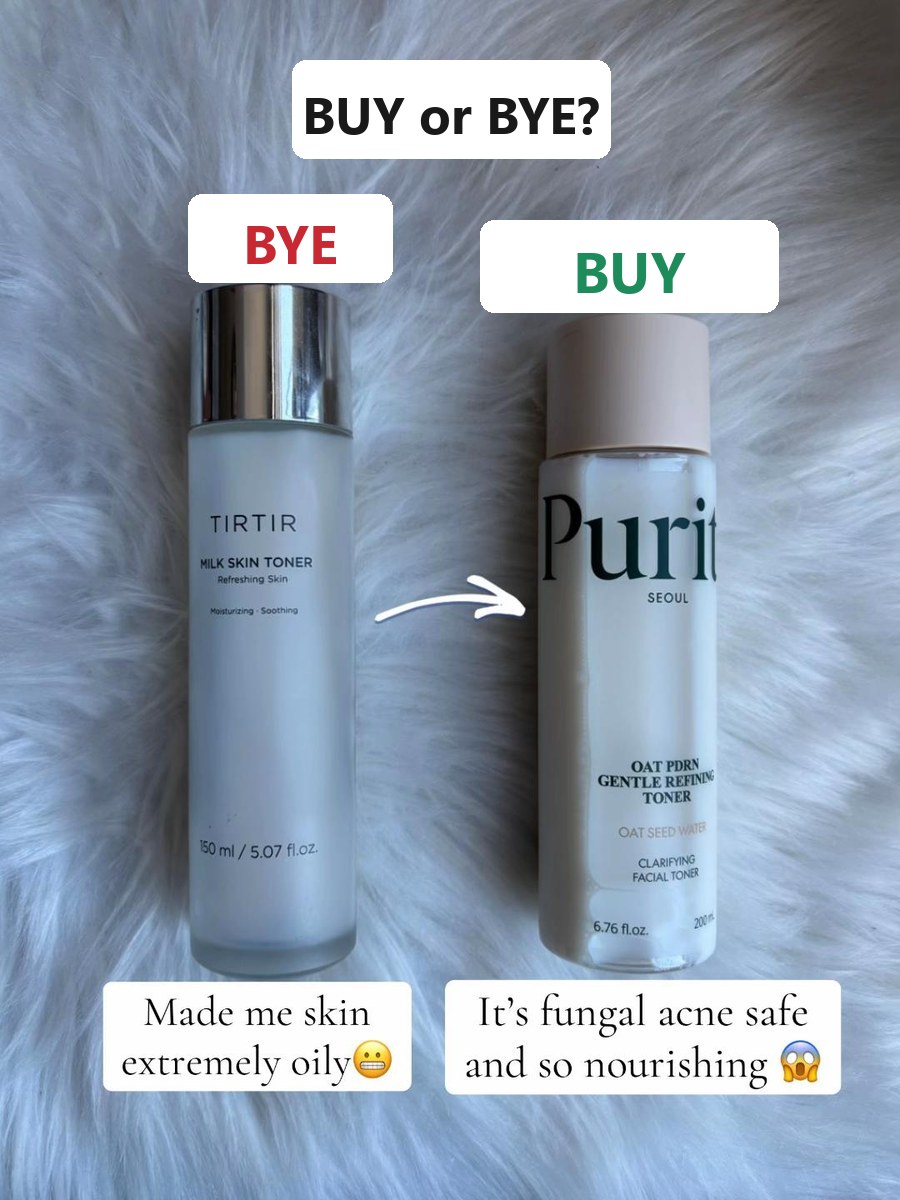 BUY or BYE?
BYE
BUY
TIRTIR
MILK SKIN TONER
Refreshing Skin
Moisturizing · Soothing
150 ml / 5.07 fl.oz.
Purit
SEOUL
OAT PDRN
GENTLE REFINING
TONER
OAT SEED WATER
CLARIFYING
FACIAL TONER
6.76 fl.oz. 200 m
Made me skin
extremely oily😬
It's fungal acne safe
and so nourishing 😱